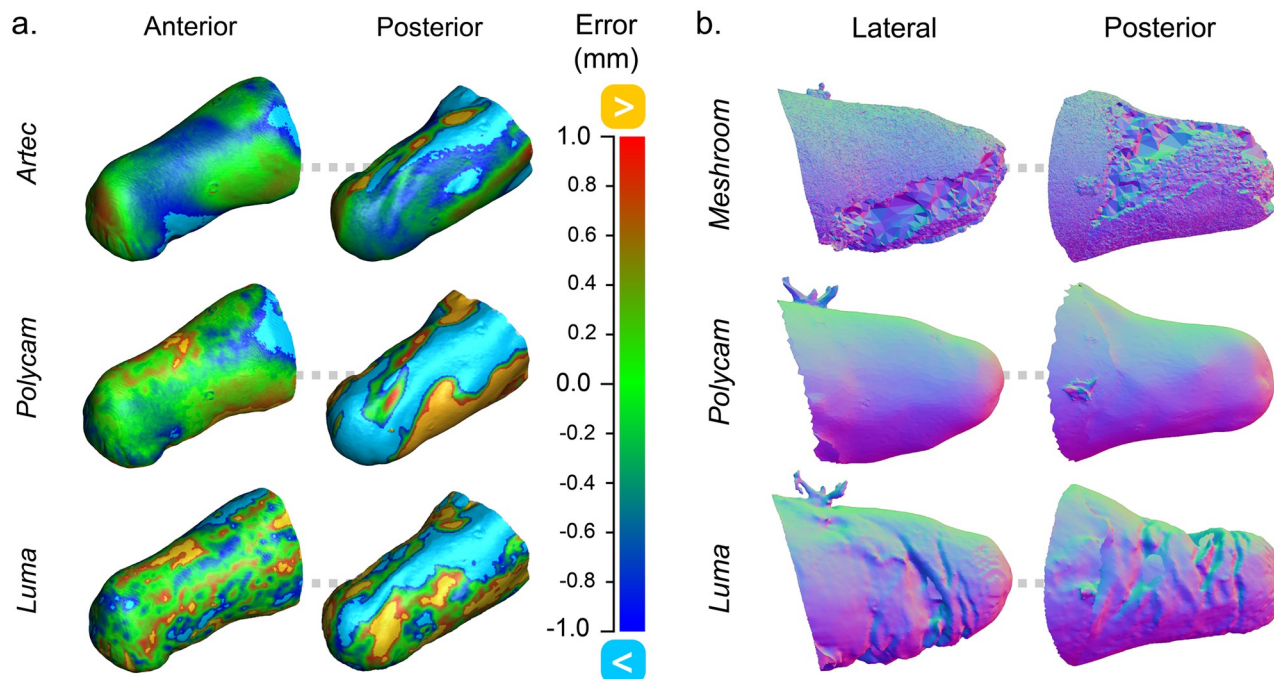 a.
Anterior
Posterior
Error
(mm)
Artec
Polycam
Luma
>
1.0
0.8
0.6
0.4
0.2
0.0
-0.2
-0.4
-0.6
-0.8
-1.0
<
b.
Lateral
Posterior
Meshroom
Polycam
Luma